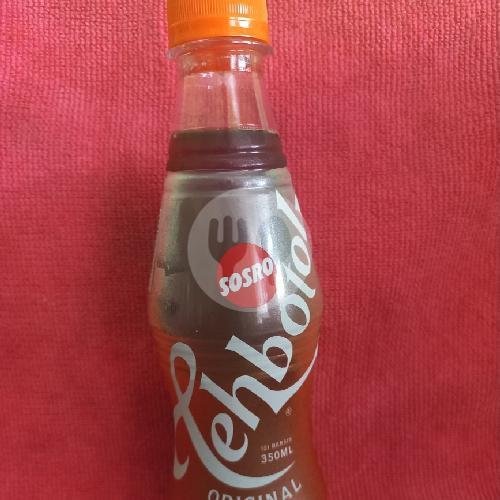 SOSRO
Tehbotol
®
ISI BERSIH
350ML
ORIGINAL